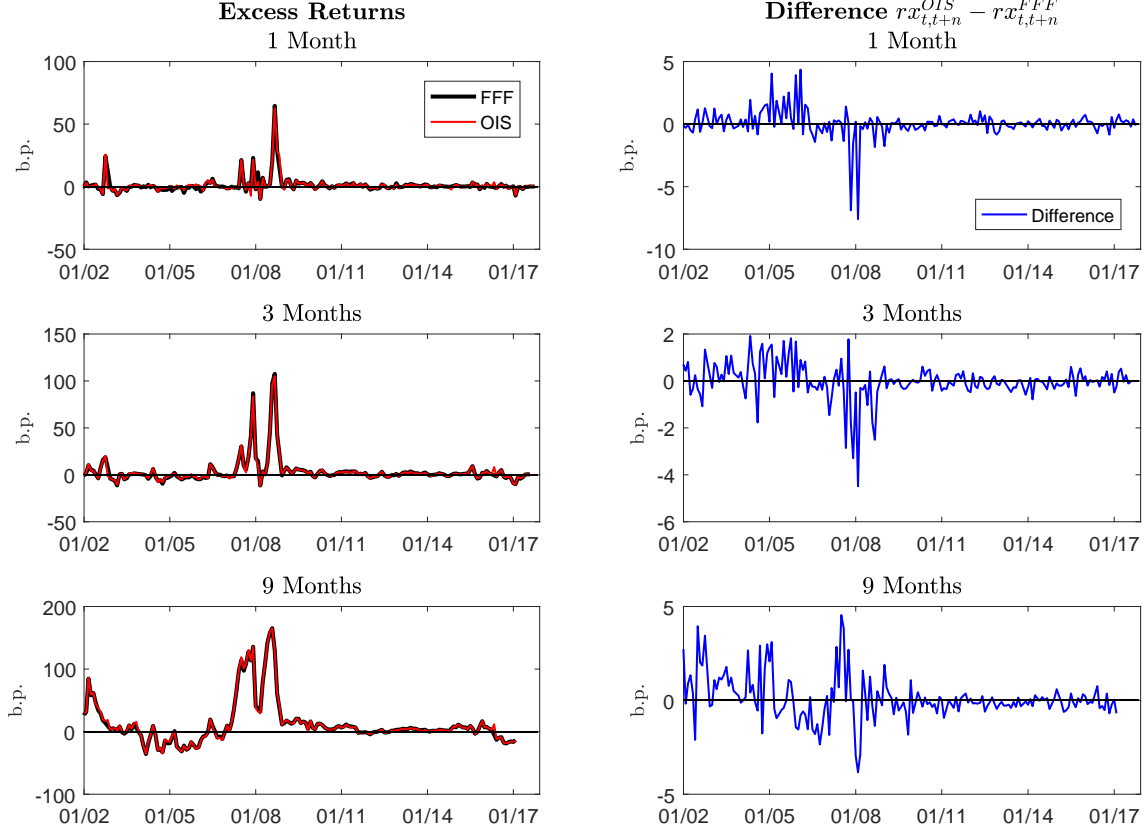 Excess Returns
1 Month
100
50
0
-50
b.p.
FFF
OIS
01/02 01/05 01/08 01/11 01/14 01/17
3 Months
150
100
50
0
-50
b.p.
01/02 01/05 01/08 01/11 01/14 01/17
9 Months
200
100
0
-100
b.p.
01/02 01/05 01/08 01/11 01/14 01/17
Difference rx^{OIS}_{t,t+n} − rx^{FFF}_{t,t+n}
1 Month
5
0
-5
-10
b.p.
Difference
01/02 01/05 01/08 01/11 01/14 01/17
3 Months
2
0
-2
-4
-6
b.p.
01/02 01/05 01/08 01/11 01/14 01/17
9 Months
5
0
-5
b.p.
01/02 01/05 01/08 01/11 01/14 01/17